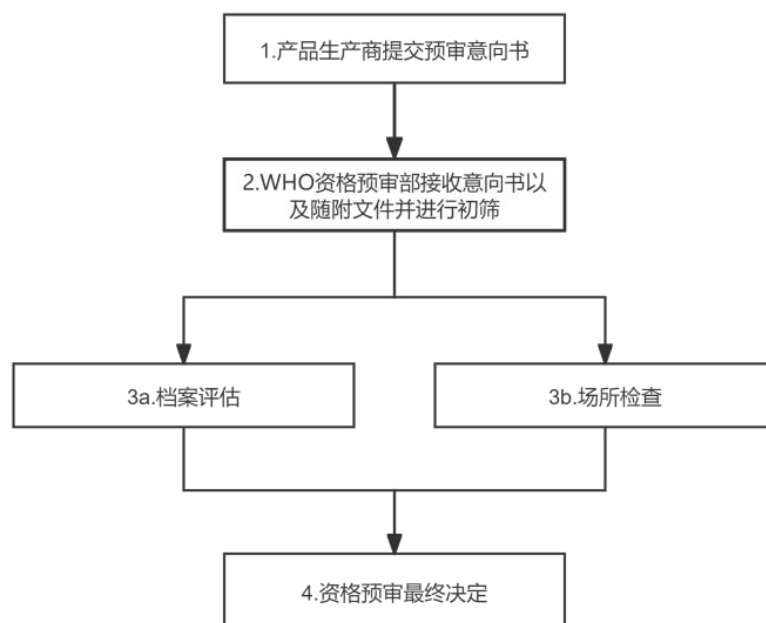 1.产品生产商提交预审意向书
2.WHO资格预审部接收意向书以
及随附文件并进行初筛
3a.档案评估
3b.场所检查
4.资格预审最终决定